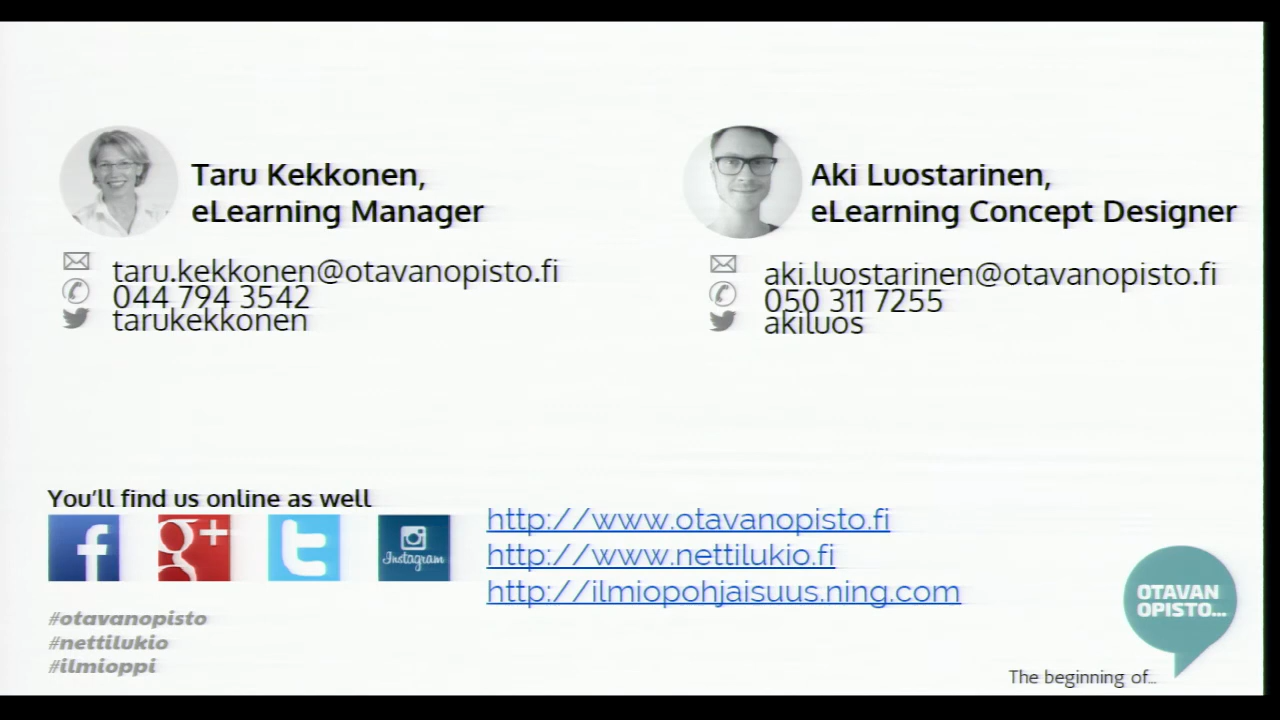 Taru Kekkonen,
eLearning Manager
taru.kekkonen@otavanopisto.fi
044 794 3542
tarukekkonen
Aki Luostarinen,
eLearning Concept Designer
aki.luostarinen@otavanopisto.fi
050 311 7255
akiluos
You'll find us online as well
Instagram
#otavanopisto
#nettilukio
#ilmioppi
http://www.otavanopisto.fi
http://www.nettilukio.fi
http://ilmiopohjaisuus.ning.com
OTAVAN
OPISTO...
The beginning of...